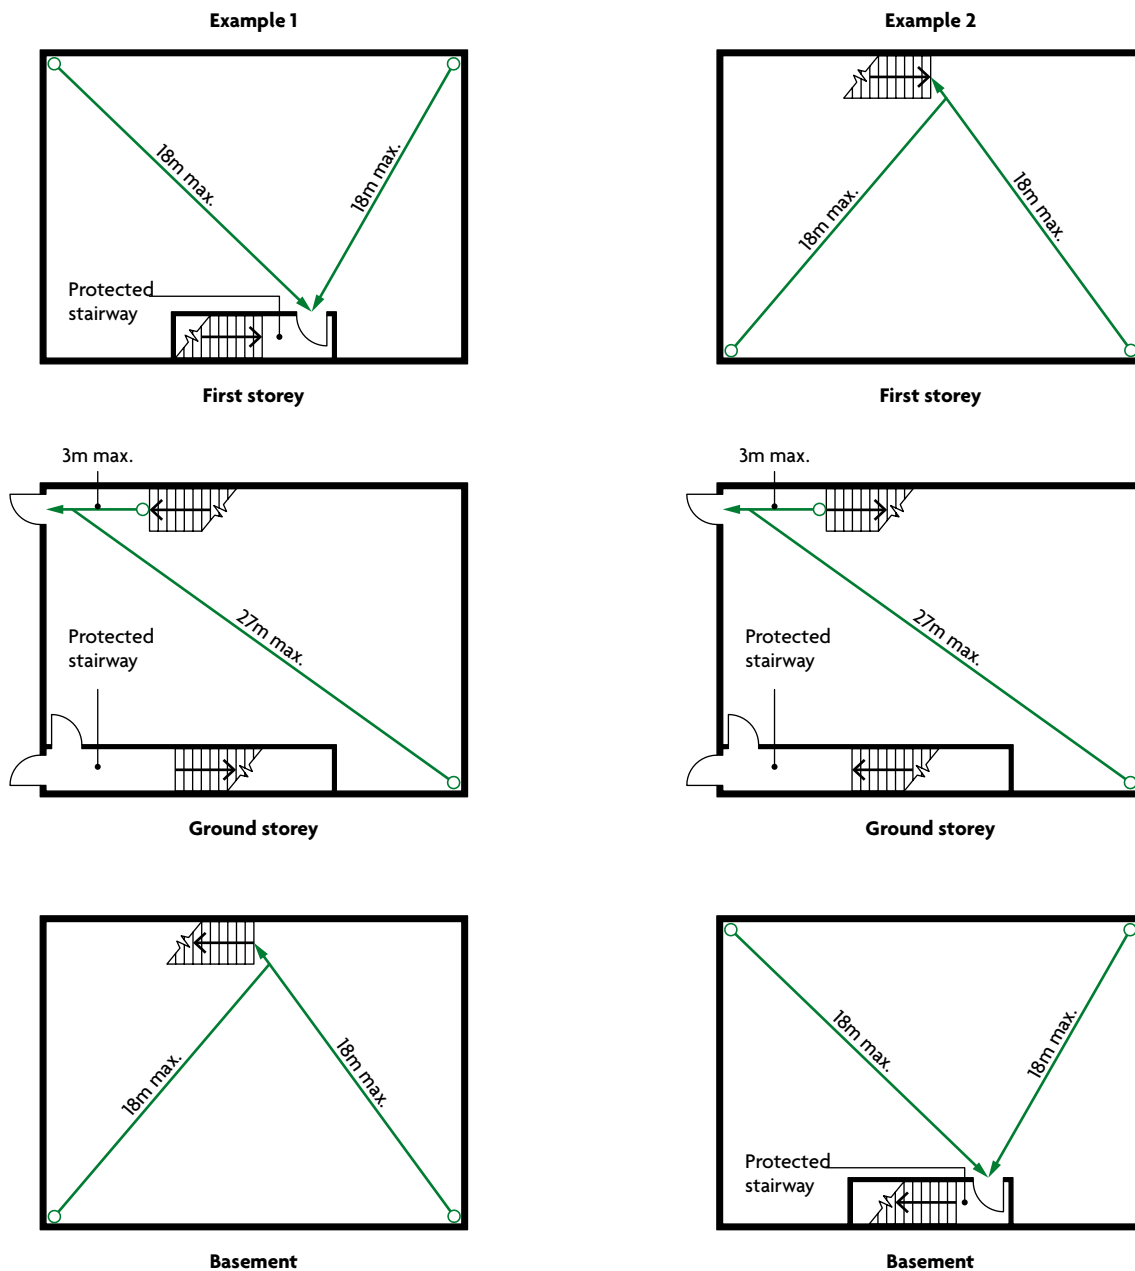 Example 1
18m max.
18m max.
Protected
stairway
First storey
3m max.
27m max.
Protected
stairway
Ground storey
18m max.
18m max.
Basement
Example 2
18m max.
18m max.
First storey
3m max.
27m max.
Protected
stairway
Ground storey
18m max.
18m max.
Protected
stairway
Basement